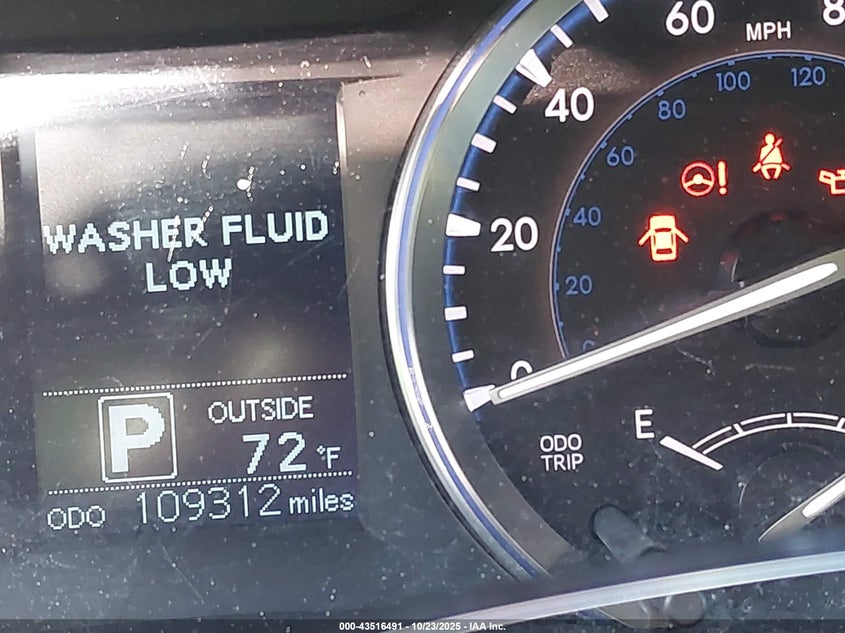 WASHER FLUID
LOW
P
OUTSIDE
72 °F
ODO 109312 miles
60
MPH
40
20
0
100
120
80
60
40
20
0
!
E
ODO
TRIP
000-43516491 - 10/23/2025 - IAA Inc.